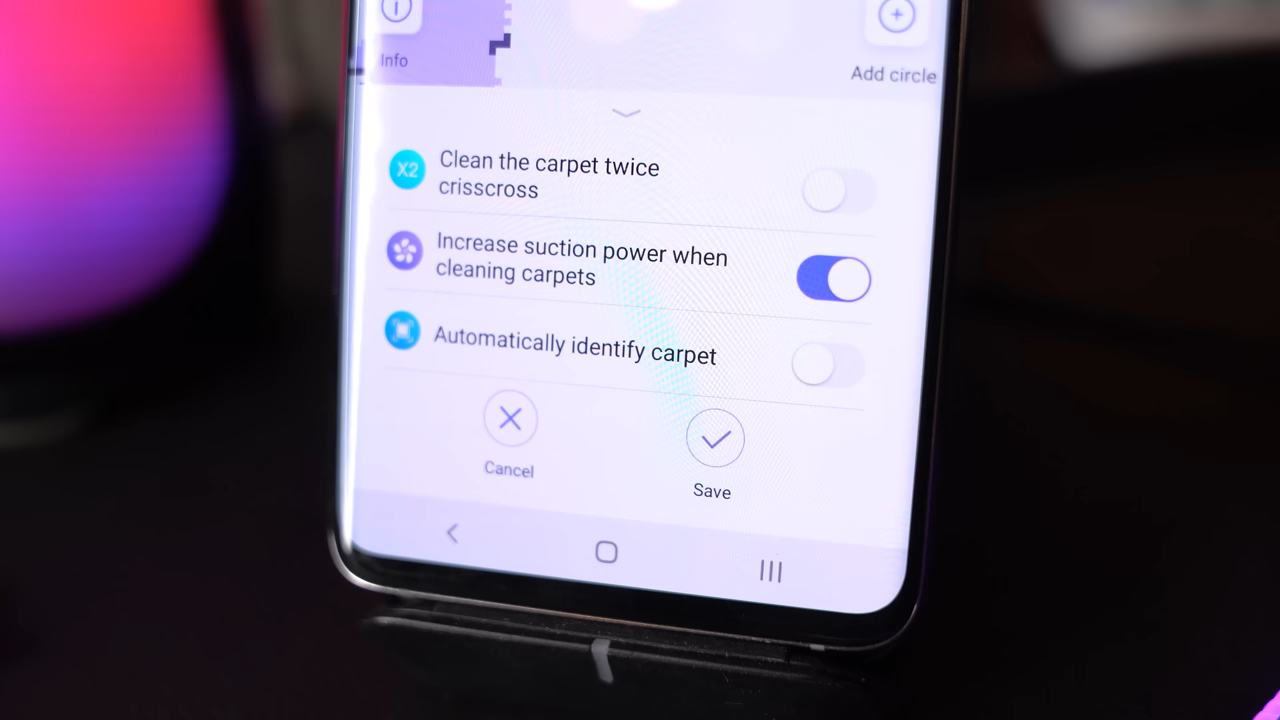 Info
Add circle
X2
Clean the carpet twice
crisscross
Increase suction power when
cleaning carpets
Automatically identify carpet
Cancel
Save